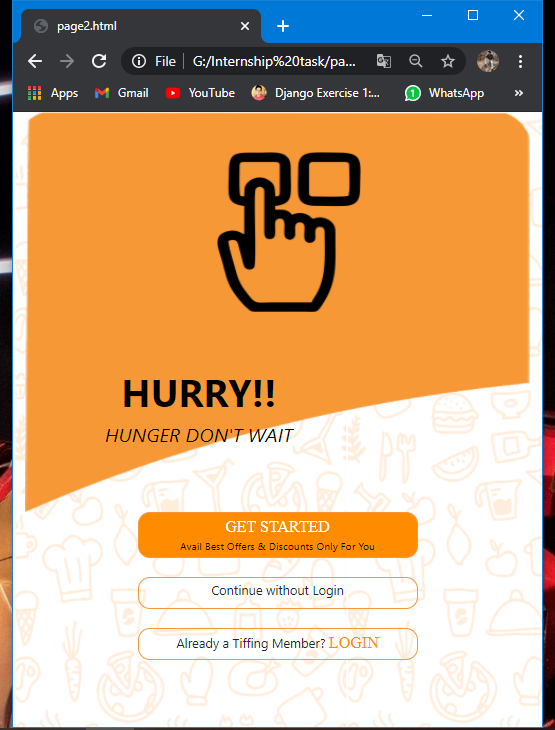 page2.html
File
G:/Internship%20task/pa...
Apps
Gmail
YouTube
Django Exercise 1:...
WhatsApp
»
HURRY!!
HUNGER DON'T WAIT
GET STARTED
Avail Best Offers & Discounts Only For You
Continue without Login
Already a Tiffing Member? LOGIN